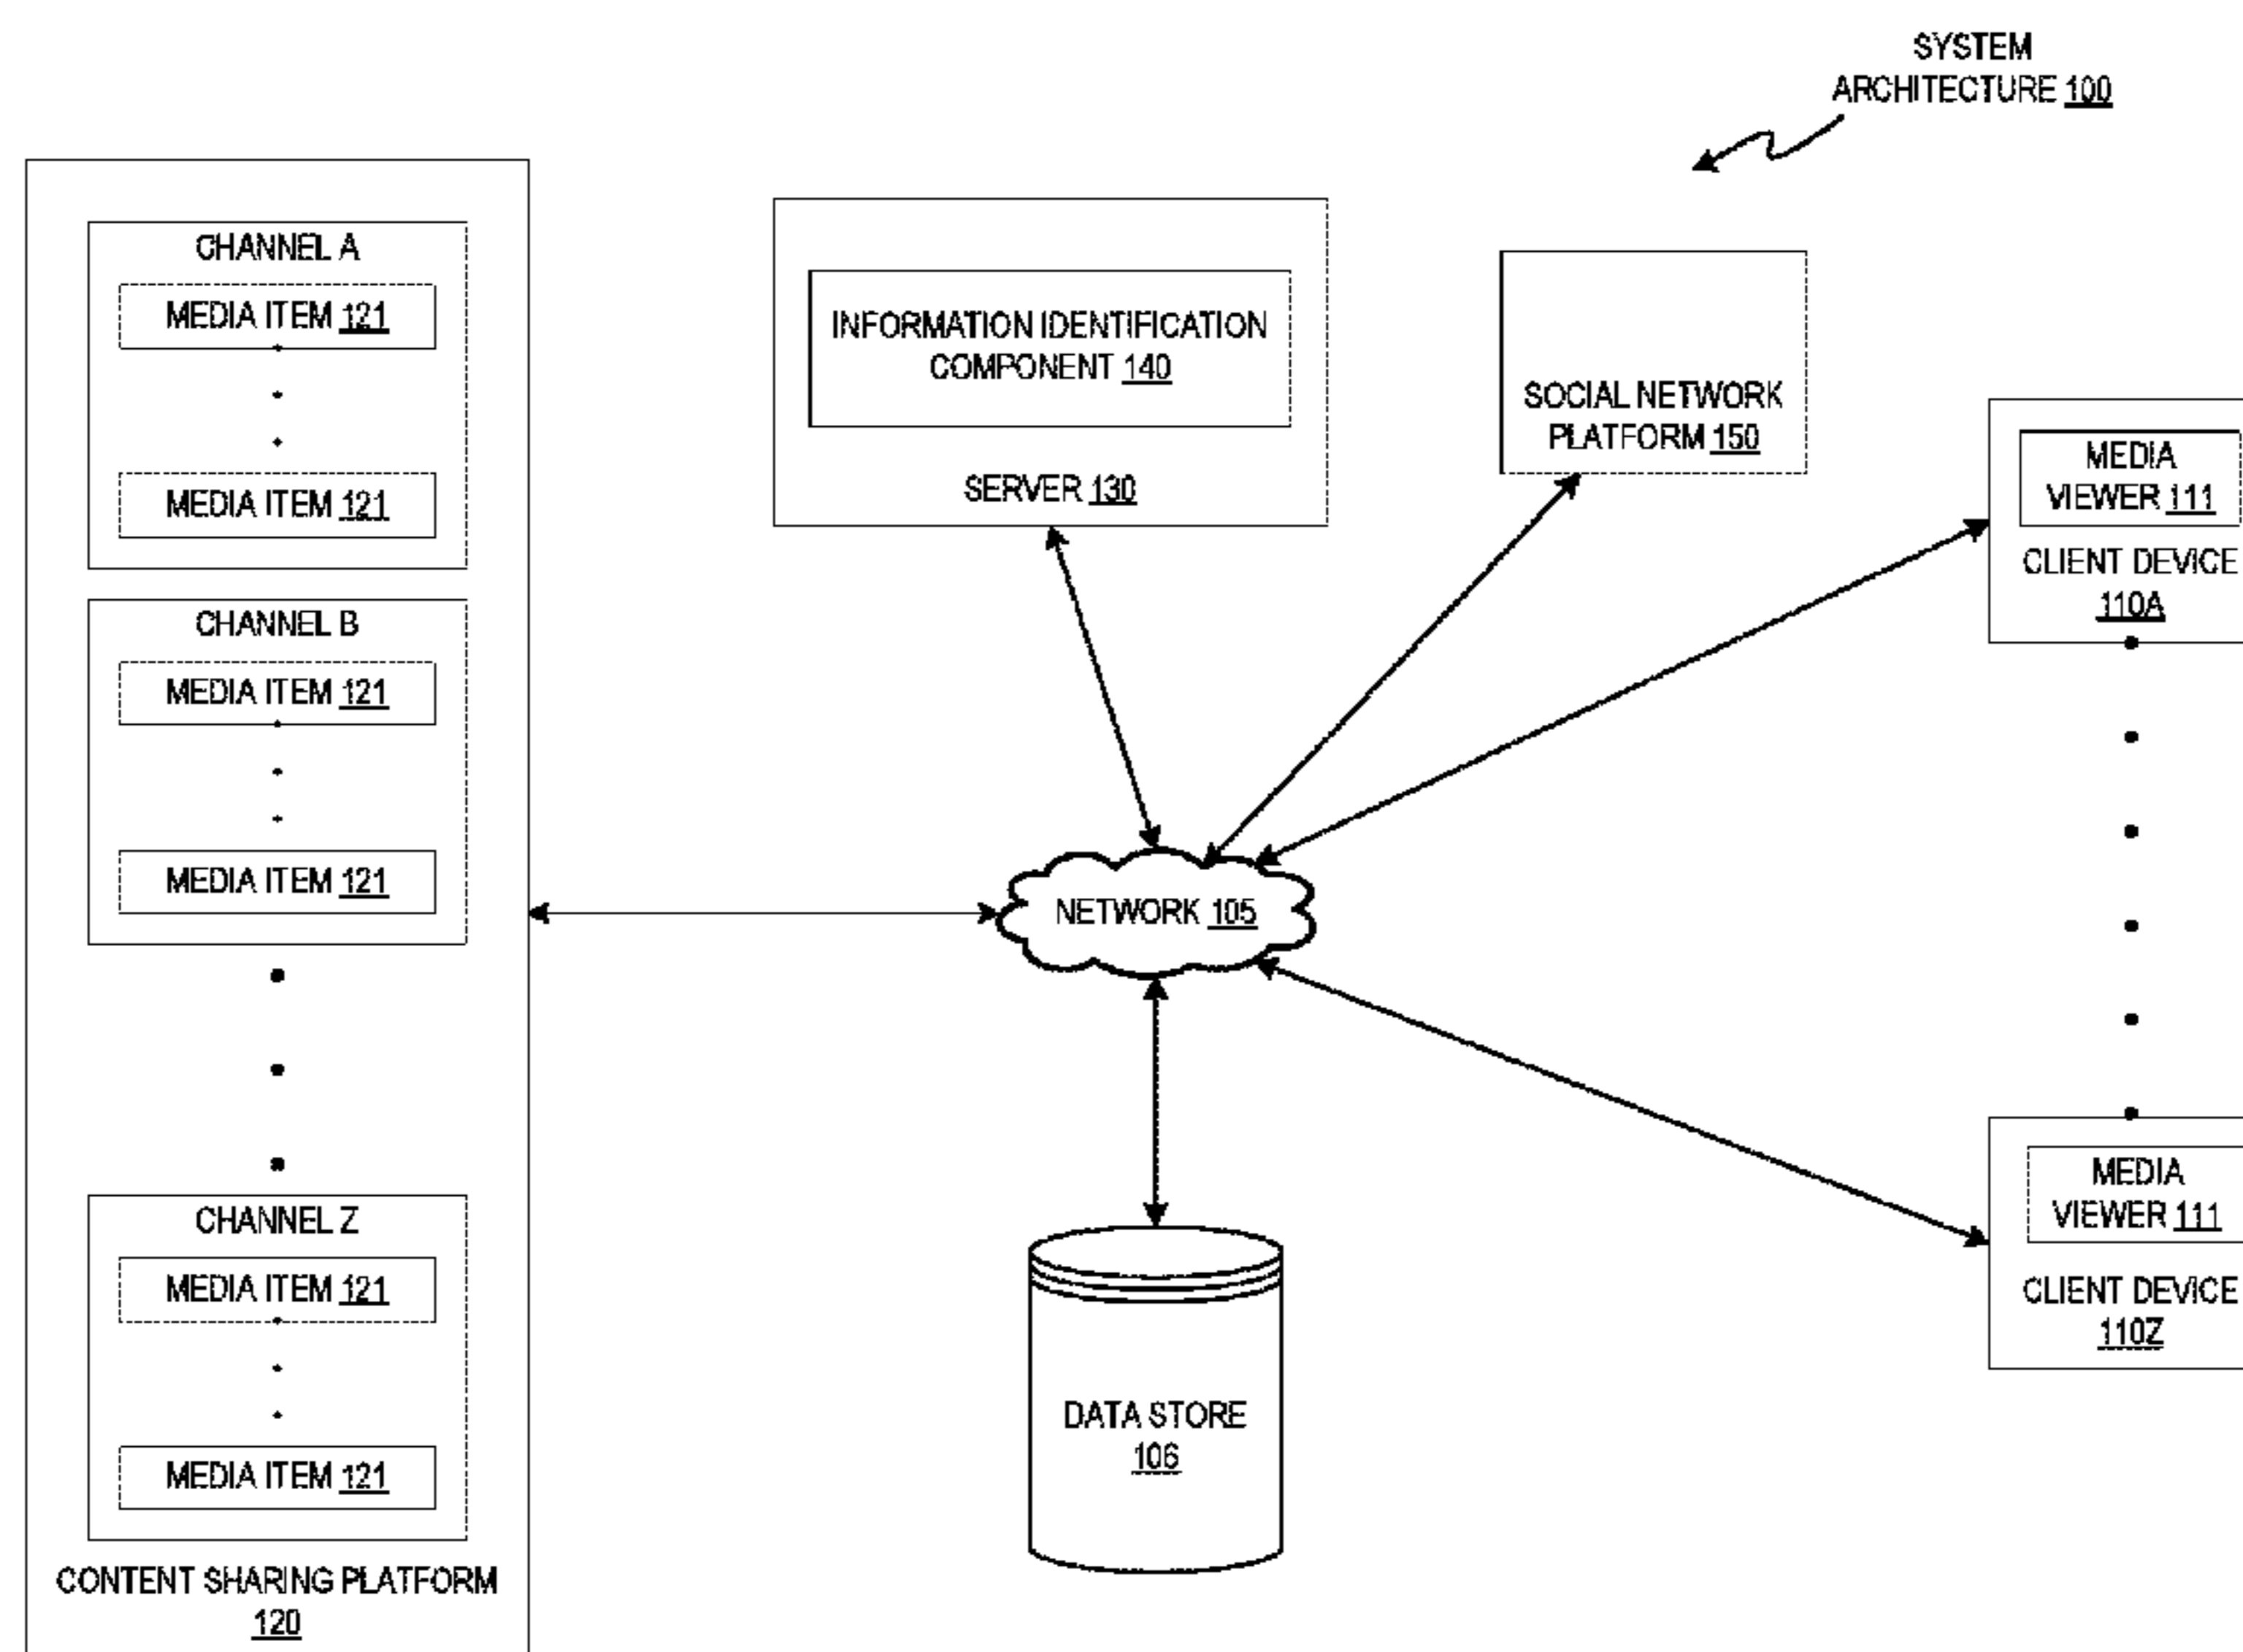 SYSTEM
ARCHITECTURE 100
CHANNEL A
MEDIA ITEM 121
MEDIA ITEM 121
CHANNEL B
MEDIA ITEM 121
MEDIA ITEM 121
CHANNEL Z
MEDIA ITEM 121
MEDIA ITEM 121
CONTENT SHARING PLATFORM
120
INFORMATION IDENTIFICATION
COMPONENT 140
SERVER 130
SOCIAL NETWORK
PLATFORM 150
NETWORK 105
DATA STORE
106
MEDIA
VIEWER 111
CLIENT DEVICE
110A
MEDIA
VIEWER 111
CLIENT DEVICE
110Z